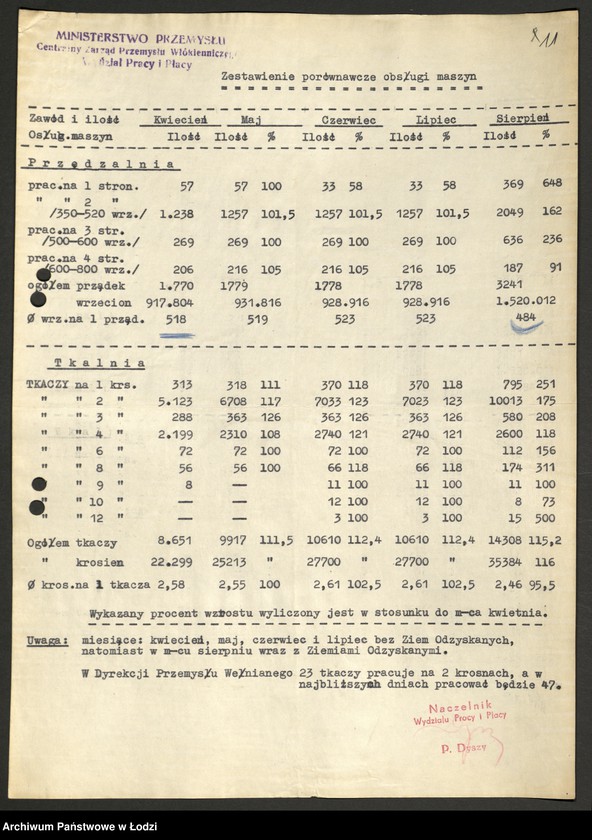 8 11
MINISTERSTWO PRZEMYSŁU
Centralny Zarząd Przemysłu Włókienniczego
Wydział Pracy i Płacy
Zestawienie porównawcze obsługi maszyn
Zawód i ilość Kwiecień Maj Czerwiec Lipiec Sierpień
Osług.maszyn Ilość Ilość % Ilość % Ilość % Ilość %
Przędzalnia
prac.na 1 stron. 57 57 100 33 58 33 58 369 648
" " 2 "
/350-520 wrz./ 1.238 1257 101,5 1257 101,5 1257 101,5 2049 162
prac.na 3 str.
/500-600 wrz./ 269 269 100 269 100 269 100 636 236
prac.na 4 str.
/600-800 wrz./ 206 216 105 216 105 216 105 187 91
ogółem prządek 1.770 1779 1778 1778 3241
wrzecion 917.804 931.816 928.916 928.916 1.520.012
Ø wrz.na 1 prząd. 518 519 523 523 484
Tkalnia
TKACZY na 1 krs. 313 318 111 370 118 370 118 795 251
" " 2 " 5.123 6708 117 7033 123 7023 123 10013 175
" " 3 " 288 363 126 363 126 363 126 580 208
" " 4 " 2.199 2310 108 2740 121 2740 121 2600 118
" " 6 " 72 72 100 72 100 72 100 112 156
" " 8 " 56 56 100 66 118 66 118 174 311
" " 9 " 8 — 11 100 11 100 11 100
" " 10 " — — 12 100 12 100 8 73
" " 12 " — — 3 100 3 100 15 500
Ogółem tkaczy 8.651 9917 111,5 10610 112,4 10610 112,4 14308 115,2
" krosien 22.299 25213 " 27700 " 27700 " 35384 116
Ø kros.na 1 tkacza 2,58 2,55 100 2,61 102,5 2,61 102,5 2,46 95,5
Wykazany procent wzrostu wyliczony jest w stosunku do m-ca kwietnia.
Uwaga: miesiące: kwiecień, maj, czerwiec i lipiec bez Ziem Odzyskanych,
natomiast w m-cu sierpniu wraz z Ziemiami Odzyskanymi.
W Dyrekcji Przemysłu Wełnianego 23 tkaczy pracuje na 2 krosnach, a w
najbliższych dniach pracować będzie 47.
Naczelnik
Wydziału Pracy i Płacy
Archiwum Państwowe w Łodzi